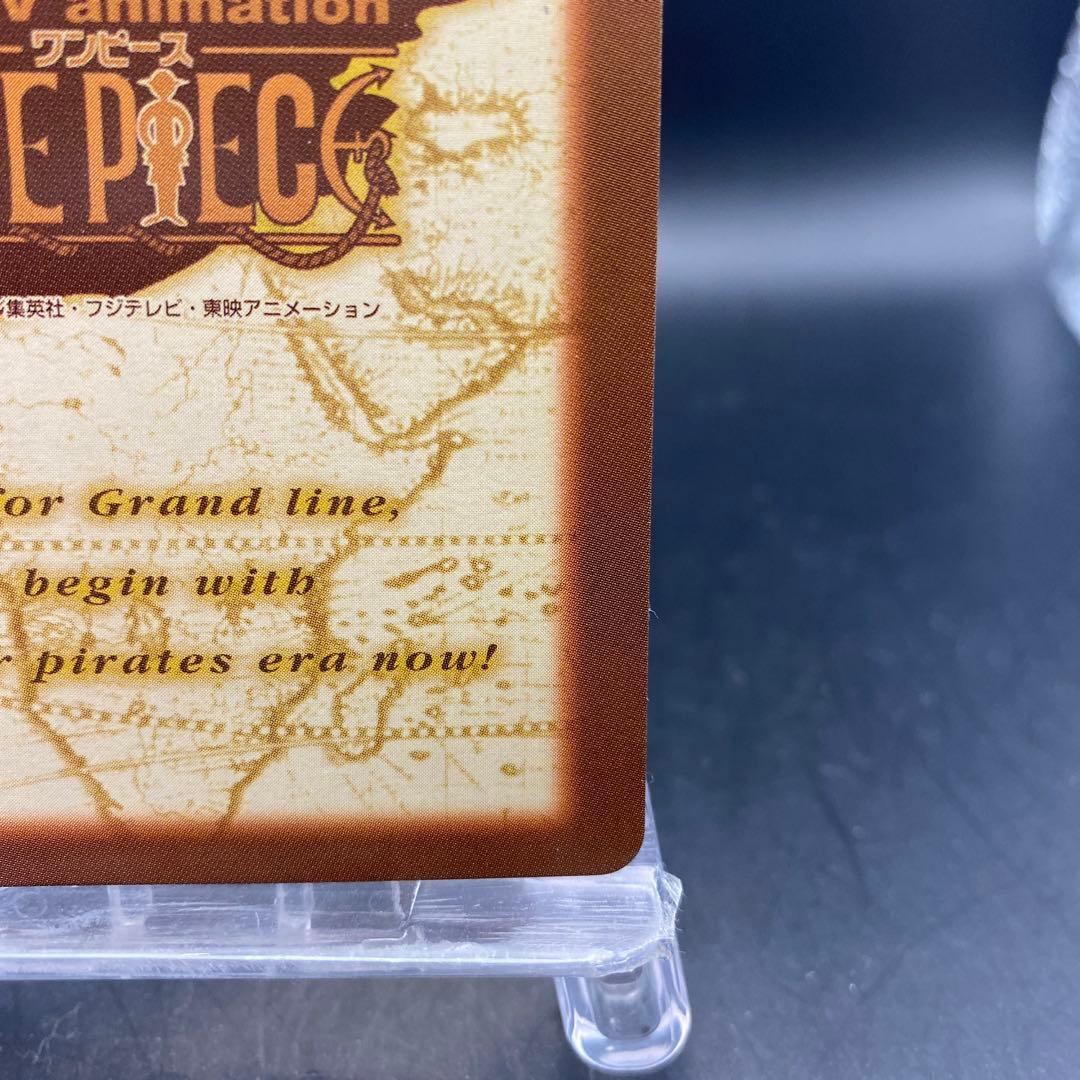 V animation
ワンピース
E PIECE
集英社・フジテレビ・東映アニメーション
for Grand line,
begin with
pirates era now!